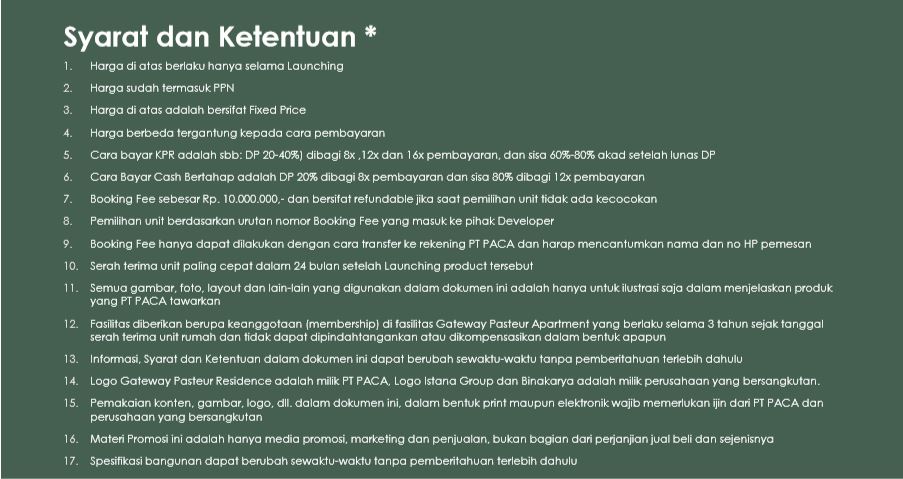 Syarat dan Ketentuan *
1. Harga di atas berlaku hanya selama Launching
2. Harga sudah termasuk PPN
3. Harga di atas adalah bersifat Fixed Price
4. Harga berbeda tergantung kepada cara pembayaran
5. Cara bayar KPR adalah sbb: DP 20-40%) dibagi 8x ,12x dan 16x pembayaran, dan sisa 60%-80% akad setelah lunas DP
6. Cara Bayar Cash Bertahap adalah DP 20% dibagi 8x pembayaran dan sisa 80% dibagi 12x pembayaran
7. Booking Fee sebesar Rp. 10.000.000,- dan bersifat refundable jika saat pemilihan unit tidak ada kecocokan
8. Pemilihan unit berdasarkan urutan nomor Booking Fee yang masuk ke pihak Developer
9. Booking Fee hanya dapat dilakukan dengan cara transfer ke rekening PT PACA dan harap mencantumkan nama dan no HP pemesan
10. Serah terima unit paling cepat dalam 24 bulan setelah Launching product tersebut
11. Semua gambar, foto, layout dan lain-lain yang digunakan dalam dokumen ini adalah hanya untuk ilustrasi saja dalam menjelaskan produk
yang PT PACA tawarkan
12. Fasilitas diberikan berupa keanggotaan (membership) di fasilitas Gateway Pasteur Apartment yang berlaku selama 3 tahun sejak tanggal
serah terima unit rumah dan tidak dapat dipindahtangankan atau dikompensasikan dalam bentuk apapun
13. Informasi, Syarat dan Ketentuan dalam dokumen ini dapat berubah sewaktu-waktu tanpa pemberitahuan terlebih dahulu
14. Logo Gateway Pasteur Residence adalah milik PT PACA, Logo Istana Group dan Binakarya adalah milik perusahaan yang bersangkutan.
15. Pemakaian konten, gambar, logo, dll. dalam dokumen ini, dalam bentuk print maupun elektronik wajib memerlukan ijin dari PT PACA dan
perusahaan yang bersangkutan
16. Materi Promosi ini adalah hanya media promosi, marketing dan penjualan, bukan bagian dari perjanjian jual beli dan sejenisnya
17. Spesifikasi bangunan dapat berubah sewaktu-waktu tanpa pemberitahuan terlebih dahulu